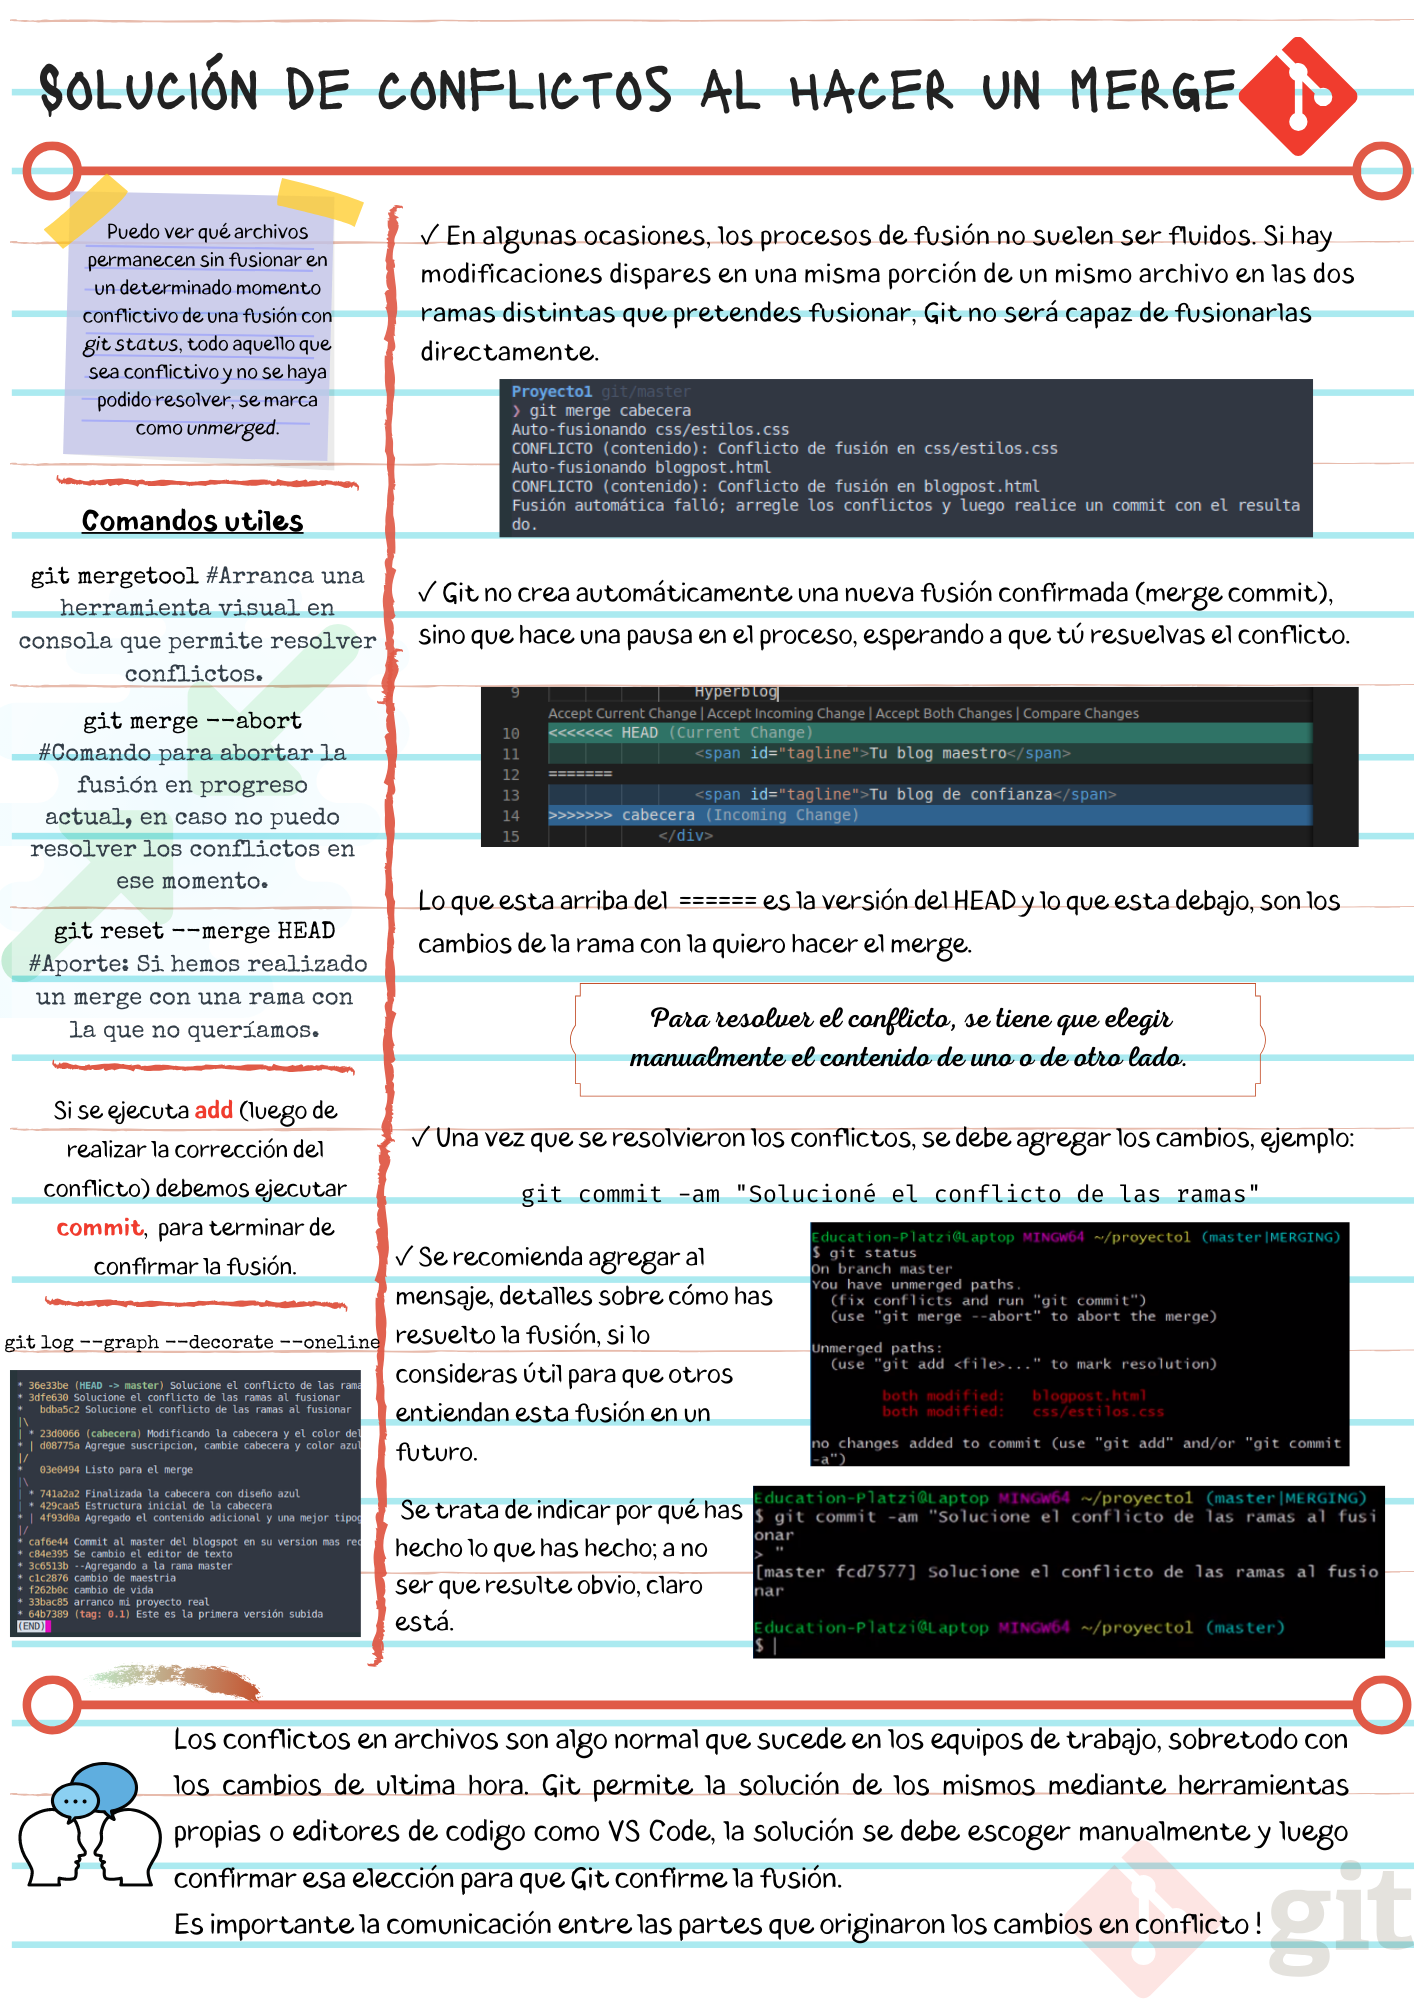 SOLUCIÓN DE CONFLICTOS AL HACER UN MERGE
Puedo ver qué archivos
permanecen sin fusionar en
un determinado momento
conflictivo de una fusión con
git status, todo aquello que
sea conflictivo y no se haya
podido resolver, se marca
como unmerged.
Comandos utiles
git mergetool #Arranca una
herramienta visual en
consola que permite resolver
conflictos.
git merge --abort
#Comando para abortar la
fusión en progreso
actual, en caso no puedo
resolver los conflictos en
ese momento.
git reset --merge HEAD
#Aporte: Si hemos realizado
un merge con una rama con
la que no queríamos.
Si se ejecuta add (luego de
realizar la corrección del
conflicto) debemos ejecutar
commit, para terminar de
confirmar la fusión.
git log --graph --decorate --oneline
* 36e33be (HEAD -> master) Solucione el conflicto de las rama
* 3dfe630 Solucione el conflicto de las ramas al fusionar
*   bdba5c2 Solucione el conflicto de las ramas al fusionar
|\
| * 23d0066 (cabecera) Modificando la cabecera y el color del
* | d08775a Agregue suscripcion, cambie cabecera y color azul
|/
*   03e0494 Listo para el merge
|\
| * 741a2a2 Finalizada la cabecera con diseño azul
| * 429caa5 Estructura inicial de la cabecera
* | 4f93d0a Agregado el contenido adicional y una mejor tipog
|/
* caf6e44 Commit al master del blogspot en su version mas rec
* c84e395 Se cambio el editor de texto
* 3c6513b --Agregando a la rama master
* c1c2876 cambio de maestria
* f262b0c cambio de vida
* 33bac85 arranco mi proyecto real
* 64b7389 (tag: 0.1) Este es la primera versión subida
(END)
✓ En algunas ocasiones, los procesos de fusión no suelen ser fluidos. Si hay
modificaciones dispares en una misma porción de un mismo archivo en las dos
ramas distintas que pretendes fusionar, Git no será capaz de fusionarlas
directamente.
Proyecto1 git/master
❯ git merge cabecera
Auto-fusionando css/estilos.css
CONFLICTO (contenido): Conflicto de fusión en css/estilos.css
Auto-fusionando blogpost.html
CONFLICTO (contenido): Conflicto de fusión en blogpost.html
Fusión automática falló; arregle los conflictos y luego realice un commit con el resulta
do.
✓ Git no crea automáticamente una nueva fusión confirmada (merge commit),
sino que hace una pausa en el proceso, esperando a que tú resuelvas el conflicto.
9 Hyperblog
Accept Current Change | Accept Incoming Change | Accept Both Changes | Compare Changes
10 <<<<<<< HEAD (Current Change)
11 <span id="tagline">Tu blog maestro</span>
12 =======
13 <span id="tagline">Tu blog de confianza</span>
14 >>>>>>> cabecera (Incoming Change)
15 </div>
Lo que esta arriba del ====== es la versión del HEAD y lo que esta debajo, son los
cambios de la rama con la quiero hacer el merge.
Para resolver el conflicto, se tiene que elegir
manualmente el contenido de uno o de otro lado.
✓ Una vez que se resolvieron los conflictos, se debe agregar los cambios, ejemplo:
git commit -am "Solucioné el conflicto de las ramas"
✓ Se recomienda agregar al
mensaje, detalles sobre cómo has
resuelto la fusión, si lo
consideras útil para que otros
entiendan esta fusión en un
futuro.
Se trata de indicar por qué has
hecho lo que has hecho; a no
ser que resulte obvio, claro
está.
Education-Platzi@Laptop MINGW64 ~/proyecto1 (master|MERGING)
$ git status
On branch master
You have unmerged paths.
  (fix conflicts and run "git commit")
  (use "git merge --abort" to abort the merge)
Unmerged paths:
  (use "git add <file>..." to mark resolution)
both modified:   blogpost.html
both modified:   css/estilos.css
no changes added to commit (use "git add" and/or "git commit
-a")
Education-Platzi@Laptop MINGW64 ~/proyecto1 (master|MERGING)
$ git commit -am "Solucione el conflicto de las ramas al fusi
onar
> "
[master fcd7577] Solucione el conflicto de las ramas al fusio
nar
Education-Platzi@Laptop MINGW64 ~/proyecto1 (master)
$ |
Los conflictos en archivos son algo normal que sucede en los equipos de trabajo, sobretodo con
los cambios de ultima hora. Git permite la solución de los mismos mediante herramientas
propias o editores de codigo como VS Code, la solución se debe escoger manualmente y luego
confirmar esa elección para que Git confirme la fusión.
Es importante la comunicación entre las partes que originaron los cambios en conflicto !
git